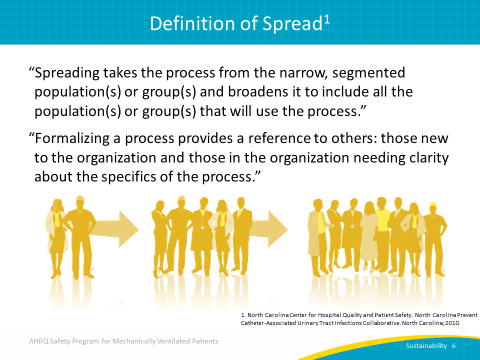 Definition of Spread1
“Spreading takes the process from the narrow, segmented
population(s) or group(s) and broadens it to include all the
population(s) or group(s) that will use the process.”
“Formalizing a process provides a reference to others: those new
to the organization and those in the organization needing clarity
about the specifics of the process.”
1. North Carolina Center for Hospital Quality and Patient Safety. North Carolina Prevent
Catheter-Associated Urinary Tract Infections Collaborative. North Carolina; 2010.
AHRQ Safety Program for Mechanically Ventilated Patients
Sustainability 6